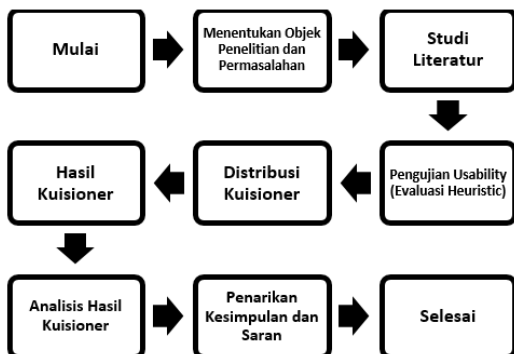 Mulai
Menentukan Objek
Penelitian dan
Permasalahan
Studi
Literatur
Pengujian Usability
(Evaluasi Heuristic)
Distribusi
Kuisioner
Hasil
Kuisioner
Analisis Hasil
Kuisioner
Penarikan
Kesimpulan dan
Saran
Selesai